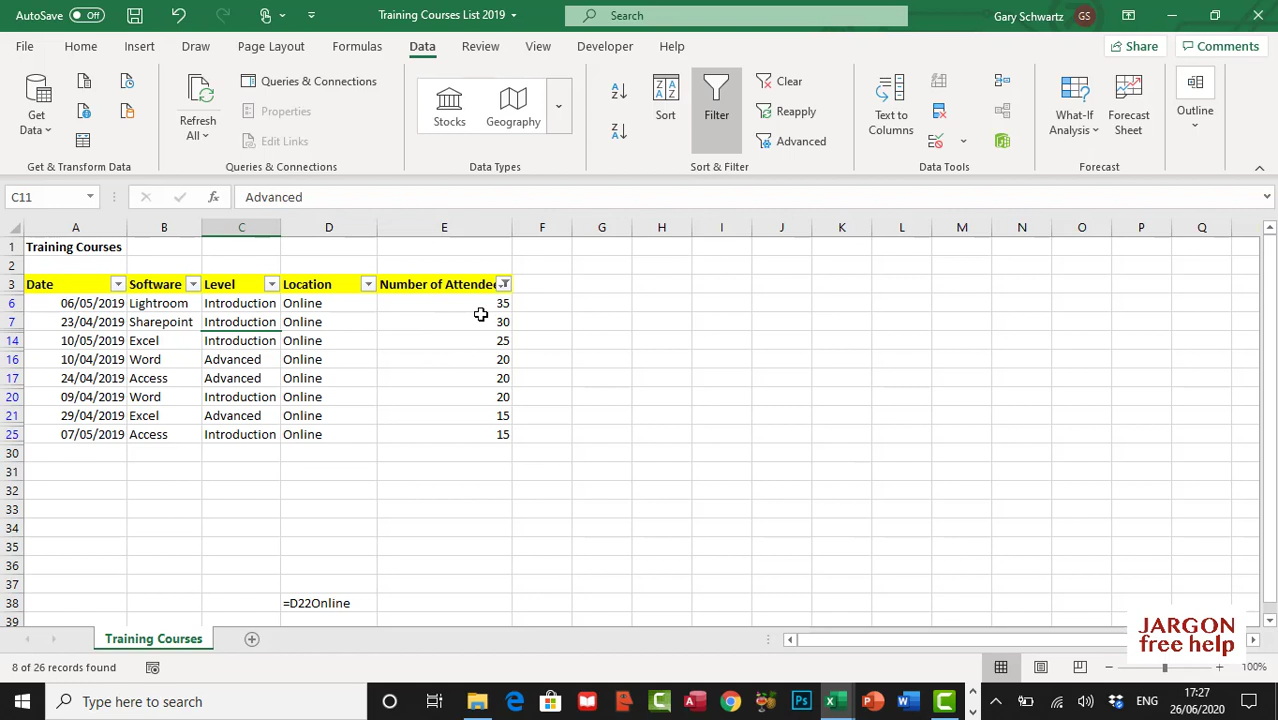 AutoSave Off Training Courses List 2019 Search Gary Schwartz GS
File Home Insert Draw Page Layout Formulas Data Review View Developer Help Share Comments
Get Data Refresh All Queries & Connections Properties Edit Links Stocks Geography Sort Filter Clear Reapply Advanced Text to Columns What-If Analysis Forecast Sheet Outline
Get & Transform Data Queries & Connections Data Types Sort & Filter Data Tools Forecast
C11 fx Advanced
A B C D E F G H I J K L M N O P Q
1 Training Courses
2
3 Date Software Level Location Number of Attendee
6 06/05/2019 Lightroom Introduction Online 35
7 23/04/2019 Sharepoint Introduction Online 30
14 10/05/2019 Excel Introduction Online 25
16 10/04/2019 Word Advanced Online 20
17 24/04/2019 Access Advanced Online 20
20 09/04/2019 Word Introduction Online 20
21 29/04/2019 Excel Advanced Online 15
25 07/05/2019 Access Introduction Online 15
30
31
32
33
34
35
36
37
38 =D22Online
39
JARGON
free help
Training Courses
8 of 26 records found 100%
Type here to search ENG 17:27
26/06/2020